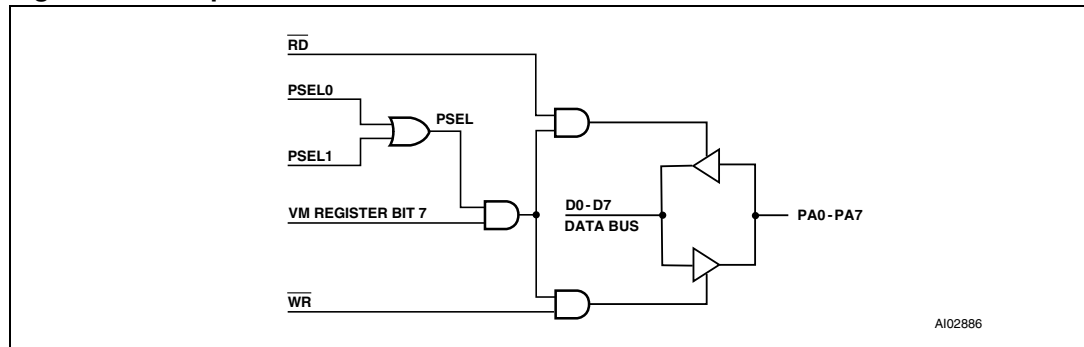 RD
PSEL0
PSEL
PSEL1
VM REGISTER BIT 7
D0-D7
DATA BUS
PA0-PA7
WR
AI02886